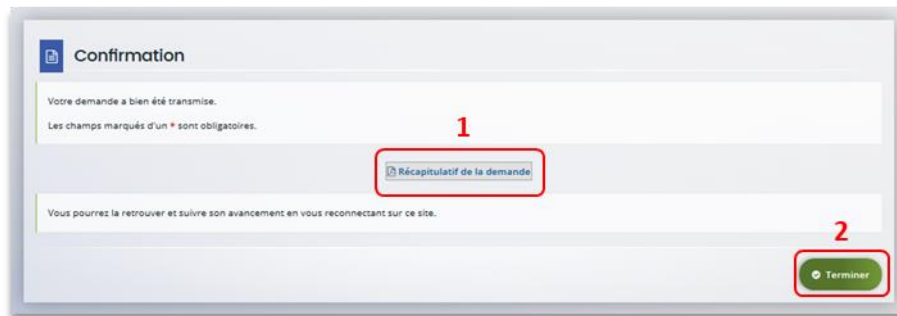 Confirmation
Votre demande a bien été transmise.
Les champs marqués d'un * sont obligatoires.
1
Récapitulatif de la demande
Vous pourrez la retrouver et suivre son avancement en vous reconnectant sur ce site.
2
Terminer